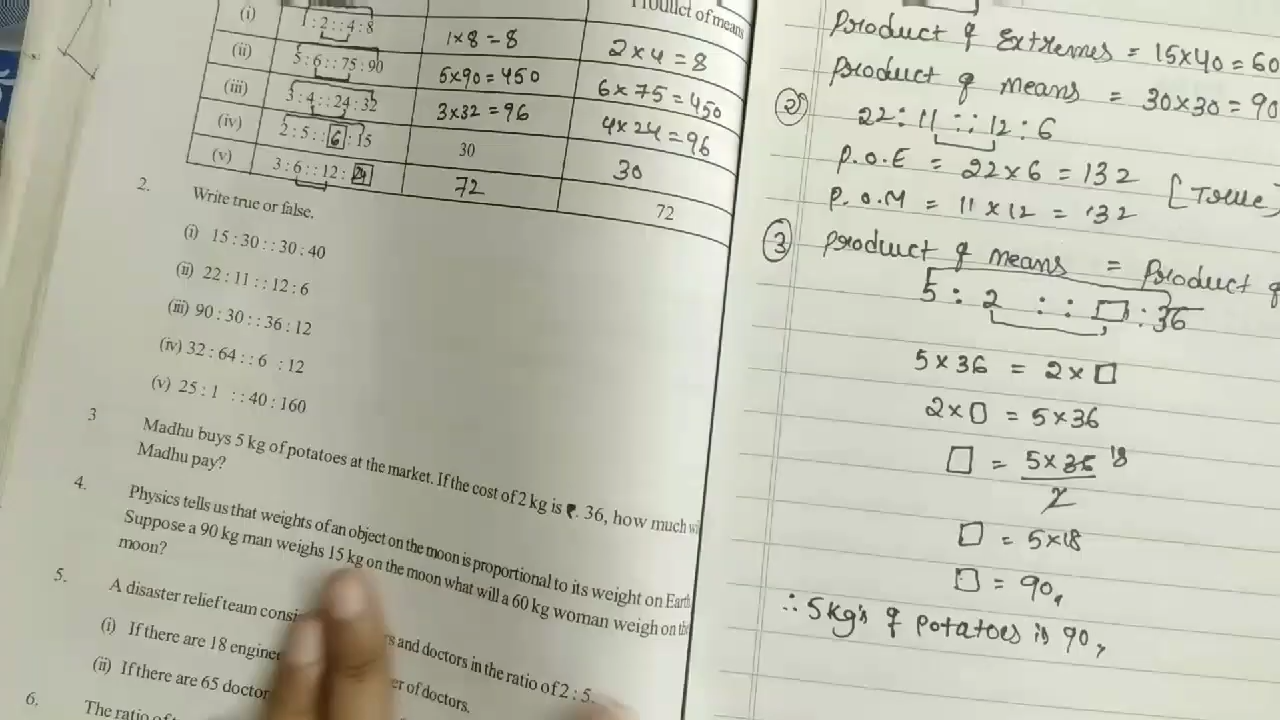 Product of means
(i) 1 : 2 : : 4 : 8 1 × 8 = 8 2 × 4 = 8
(ii) 5 : 6 : : 75 : 90 5×90 = 450 6 × 75 = 450
(iii) 3 : 4 : : 24 : 32 3×32 = 96 4×24 = 96
(iv) 2 : 5 : : 6 : 15 30 30
(v) 3 : 6 : : 12 : 24 72 72
2. Write true or false.
(i) 15 : 30 : : 30 : 40
(ii) 22 : 11 : : 12 : 6
(iii) 90 : 30 : : 36 : 12
(iv) 32 : 64 : : 6 : 12
(v) 25 : 1 : : 40 : 160
3 Madhu buys 5 kg of potatoes at the market. If the cost of 2 kg is ₹. 36, how much
Madhu pay?
4. Physics tells us that weights of an object on the moon is proportional to its weight on Earth
Suppose a 90 kg man weighs 15 kg on the moon what will a 60 kg woman weigh on
moon?
5. A disaster relief team and doctors in the ratio of 2 : 5.
(i) If there are 18 of doctors.
(ii) If there are 65
6. The ratio
Product of Extremes = 15×40 = 60
Product of means = 30×30 = 90
② 22 : 11 : : 12 : 6
P.O.E = 22×6 = 132 [True]
P.O.M = 11×12 = 132
③ Product of means = Product of
5 : 2 : : □ : 36
5×36 = 2×□
2×□ = 5×36
□ = 5×36 18
2
□ = 5×18
□ = 90,
∴ 5kg's of Potatoes is 90,